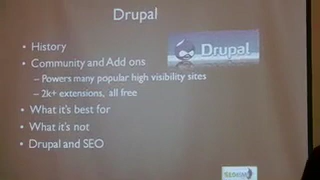 Drupal
Drupal
• History
• Community and Add ons
– Powers many popular high visibility sites
– 2k+ extensions, all free
• What it's best for
• What it's not
• Drupal and SEO